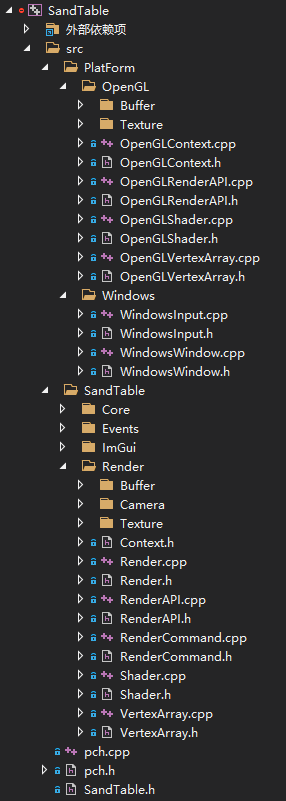 SandTable
外部依赖项
src
PlatForm
OpenGL
Buffer
Texture
OpenGLContext.cpp
OpenGLContext.h
OpenGLRenderAPI.cpp
OpenGLRenderAPI.h
OpenGLShader.cpp
OpenGLShader.h
OpenGLVertexArray.cpp
OpenGLVertexArray.h
Windows
WindowsInput.cpp
WindowsInput.h
WindowsWindow.cpp
WindowsWindow.h
SandTable
Core
Events
ImGui
Render
Buffer
Camera
Texture
Context.h
Render.cpp
Render.h
RenderAPI.cpp
RenderAPI.h
RenderCommand.cpp
RenderCommand.h
Shader.cpp
Shader.h
VertexArray.cpp
VertexArray.h
pch.cpp
pch.h
SandTable.h